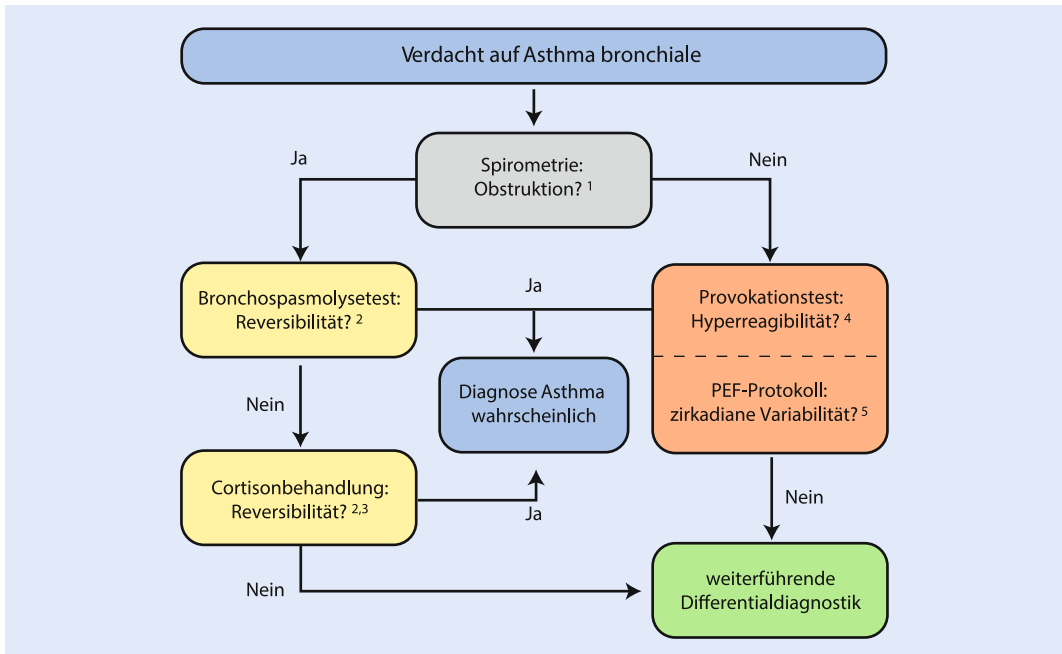 Verdacht auf Asthma bronchiale
Ja
Spirometrie:
Obstruktion? 1
Nein
Bronchospasmolysetest:
Reversibilität? 2
Ja
Provokationstest:
Hyperreagibilität? 4
PEF-Protokoll:
zirkadiane Variabilität? 5
Diagnose Asthma
wahrscheinlich
Nein
Cortisonbehandlung:
Reversibilität? 2,3
Ja
Nein
Nein
weiterführende
Differentialdiagnostik